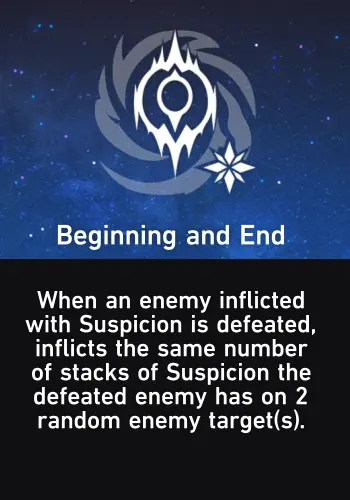 Beginning and End
When an enemy inflicted
with Suspicion is defeated,
inflicts the same number
of stacks of Suspicion the
defeated enemy has on 2
random enemy target(s).